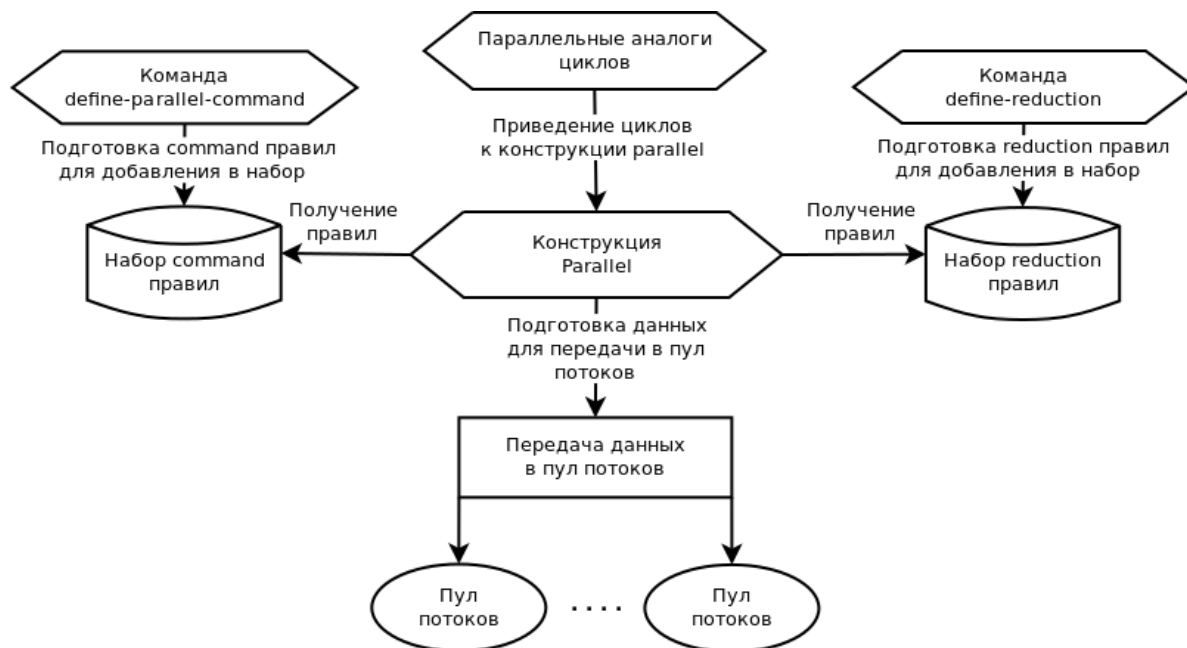 Параллельные аналоги
циклов
Команда
define-parallel-command
Команда
define-reduction
Приведение циклов
к конструкции parallel
Подготовка command правил
для добавления в набор
Подготовка reduction правил
для добавления в набор
Получение
правил
Получение
правил
Набор command
правил
Конструкция
Parallel
Набор reduction
правил
Подготовка данных
для передачи в пул
потоков
Передача данных
в пул потоков
Пул
потоков
. . . .
Пул
потоков